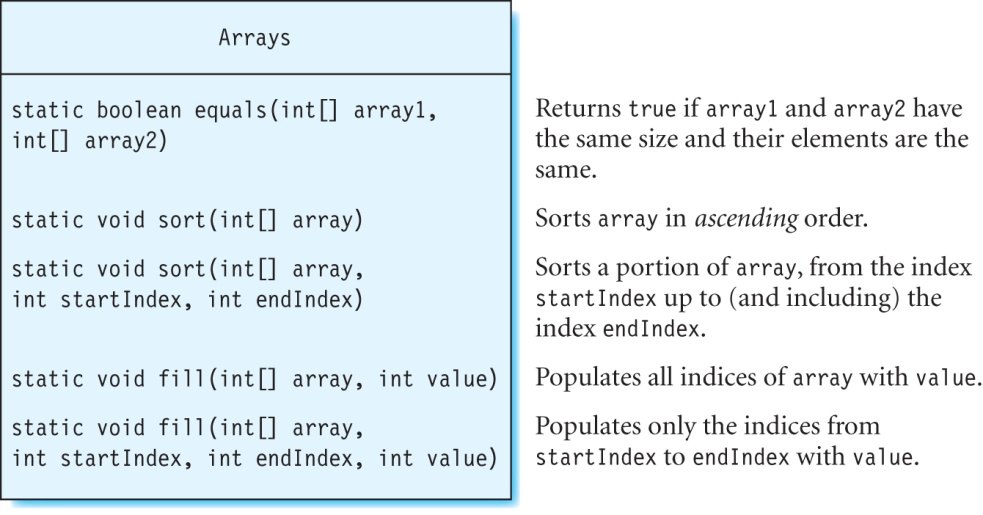 Arrays
static boolean equals(int[] array1,
int[] array2)
Returns true if array1 and array2 have
the same size and their elements are the
same.
static void sort(int[] array)
Sorts array in ascending order.
static void sort(int[] array,
int startIndex, int endIndex)
Sorts a portion of array, from the index
startIndex up to (and including) the
index endIndex.
static void fill(int[] array, int value)
Populates all indices of array with value.
static void fill(int[] array,
int startIndex, int endIndex, int value)
Populates only the indices from
startIndex to endIndex with value.